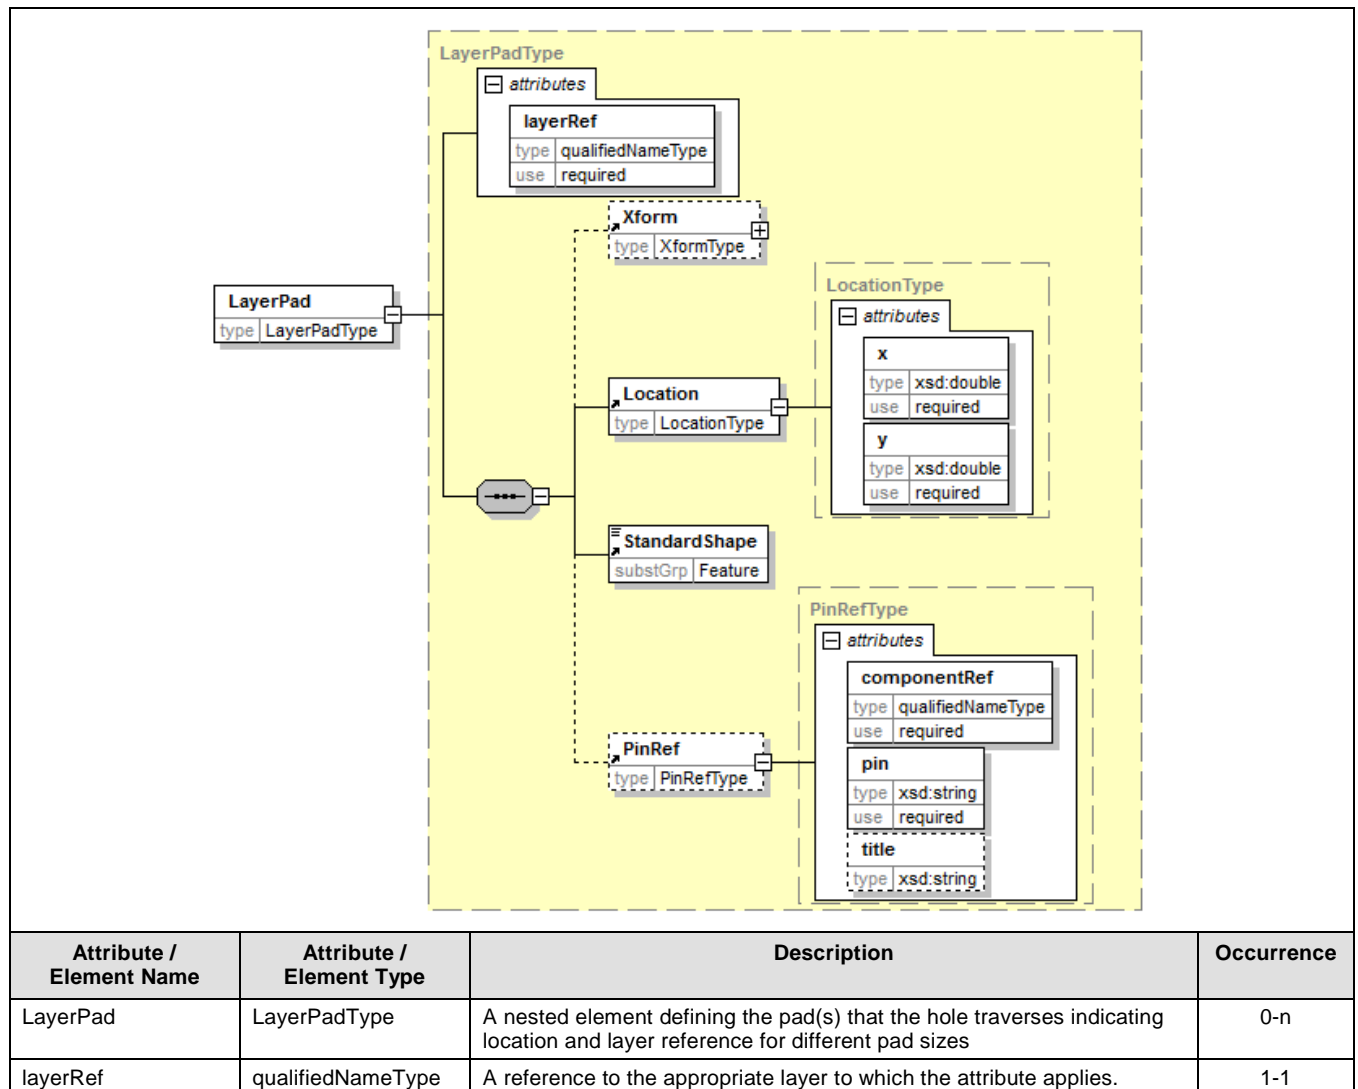 LayerPadType
attributes
layerRef
type qualifiedNameType
use required
Xform
type XformType
LayerPad
type LayerPadType
LocationType
attributes
x
type xsd:double
use required
y
type xsd:double
use required
Location
type LocationType
StandardShape
substGrp Feature
PinRefType
attributes
componentRef
type qualifiedNameType
use required
pin
type xsd:string
use required
title
type xsd:string
PinRef
type PinRefType
Attribute / Attribute / Description Occurrence
Element Name Element Type
LayerPad LayerPadType A nested element defining the pad(s) that the hole traverses indicating 0-n
location and layer reference for different pad sizes
layerRef qualifiedNameType A reference to the appropriate layer to which the attribute applies. 1-1